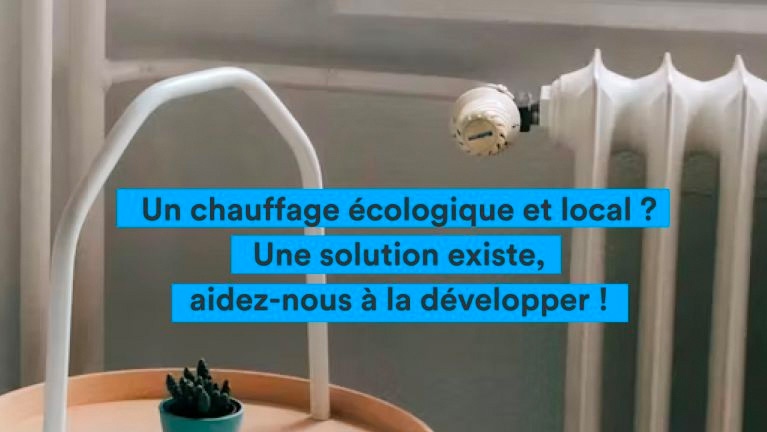 Un chauffage écologique et local ?
Une solution existe,
aidez-nous à la développer !